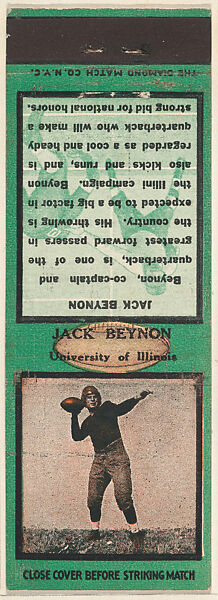 THE DIAMOND MATCH CO. N.Y.C.
JACK BEYNON
Beynon, co-captain and
quarterback, is one of the
greatest forward passers in
the country. His throwing is
expected to be a big factor in
the Illini campaign. Beynon
also kicks and runs, and is
regarded as a cool and heady
quarterback who will make a
strong bid for national honors.
JACK BEYNON
University of Illinois
CLOSE COVER BEFORE STRIKING MATCH